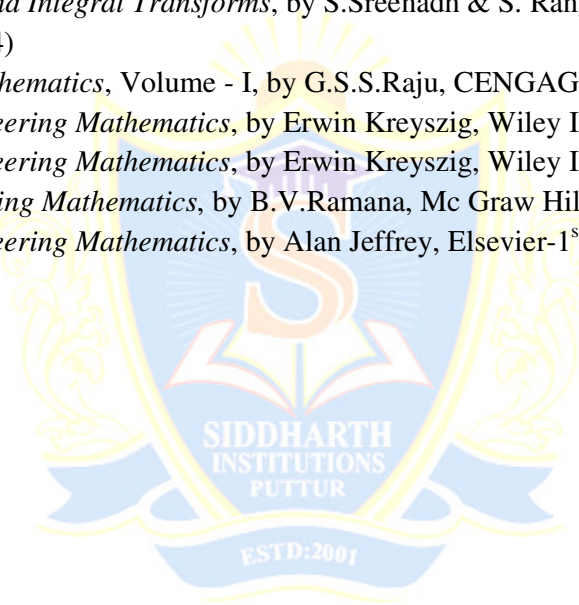 nd Integral Transforms, by S.Sreenadh & S. Ran
4)
hematics, Volume - I, by G.S.S.Raju, CENGAG
eering Mathematics, by Erwin Kreyszig, Wiley I
eering Mathematics, by Erwin Kreyszig, Wiley I
ing Mathematics, by B.V.Ramana, Mc Graw Hil
eering Mathematics, by Alan Jeffrey, Elsevier-1s
SIDDHARTH
INSTITUTIONS
PUTTUR
ESTD:2001